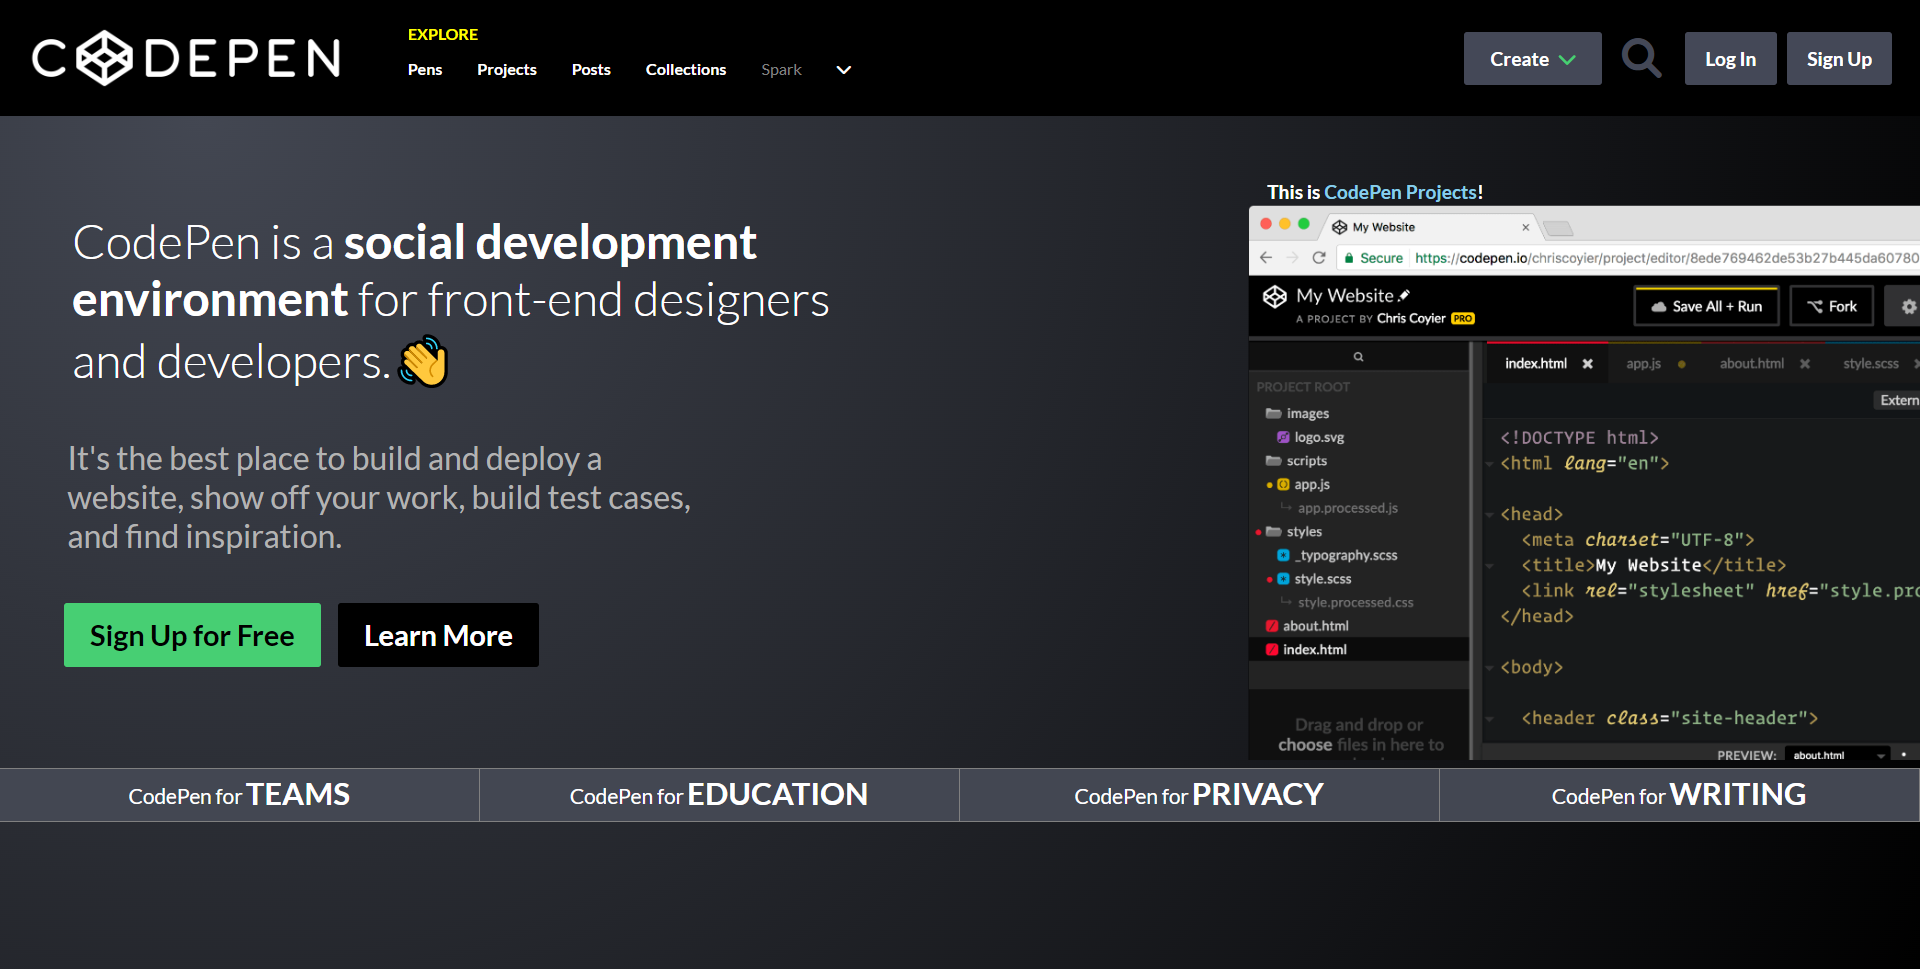 CODEPEN
EXPLORE
Pens Projects Posts Collections Spark
Create
Log In
Sign Up
CodePen is a social development
environment for front-end designers
and developers.
It's the best place to build and deploy a
website, show off your work, build test cases,
and find inspiration.
Sign Up for Free
Learn More
This is CodePen Projects!
My Website
Secure https://codepen.io/chriscoyier/project/editor/8ede769462de53b27b445da60780
My Website
A PROJECT BY Chris Coyier PRO
Save All + Run
Fork
PROJECT ROOT
images
logo.svg
scripts
app.js
app.processed.js
styles
_typography.scss
style.scss
style.processed.css
about.html
index.html
Drag and drop or
choose files in here to
index.html app.js about.html style.scss
Extern
<!DOCTYPE html>
<html lang="en">
<head>
<meta charset="UTF-8">
<title>My Website</title>
<link rel="stylesheet" href="style.pro
</head>
<body>
<header class="site-header">
PREVIEW: about.html
CodePen for TEAMS
CodePen for EDUCATION
CodePen for PRIVACY
CodePen for WRITING